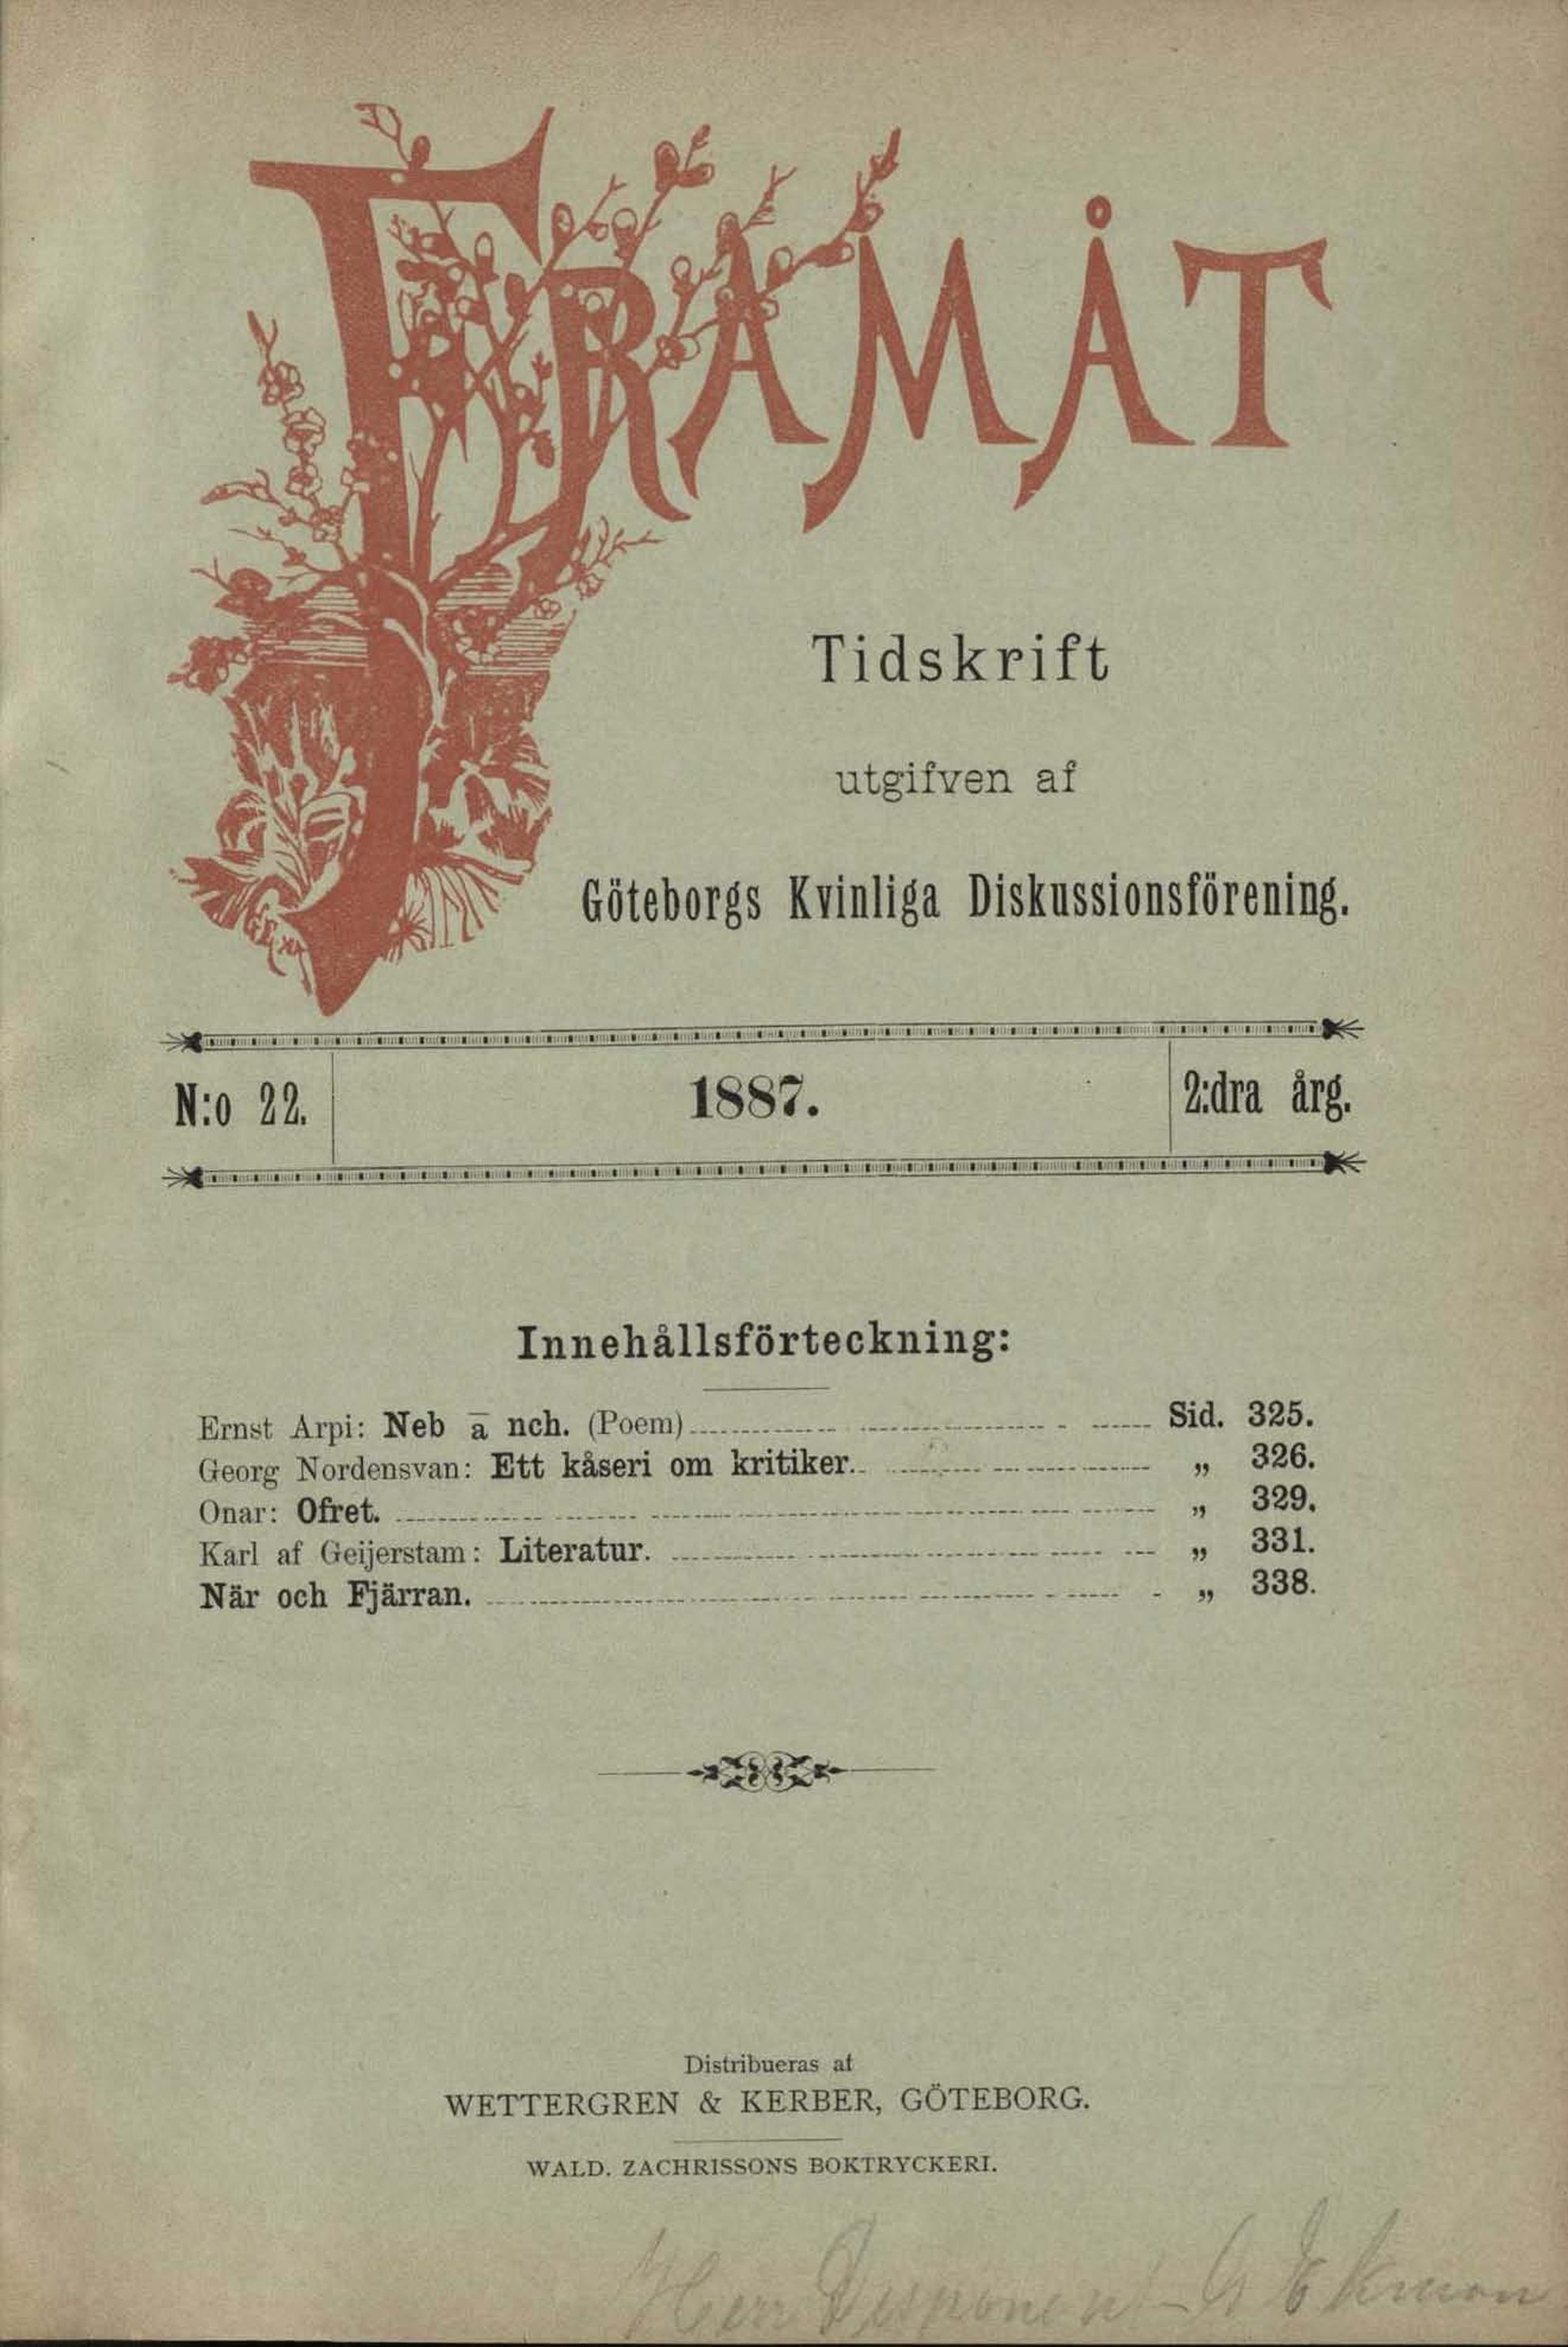 FRAMÅT
Tidskrift
utgifven af
Göteborgs Kvinliga Diskussionsförening.
N:o 22. 1887. 2:dra årg.
Innehållsförteckning:
Ernst Arpi: Neb ā nch. (Poem) Sid. 325.
Georg Nordensvan: Ett kåseri om kritiker. „ 326.
Onar: Ofret. „ 329.
Karl af Geijerstam: Literatur. „ 331.
När och Fjärran. „ 338.
Distribueras af
WETTERGREN & KERBER, GÖTEBORG.
WALD. ZACHRISSONS BOKTRYCKERI.
Herr Disponent G Ekman